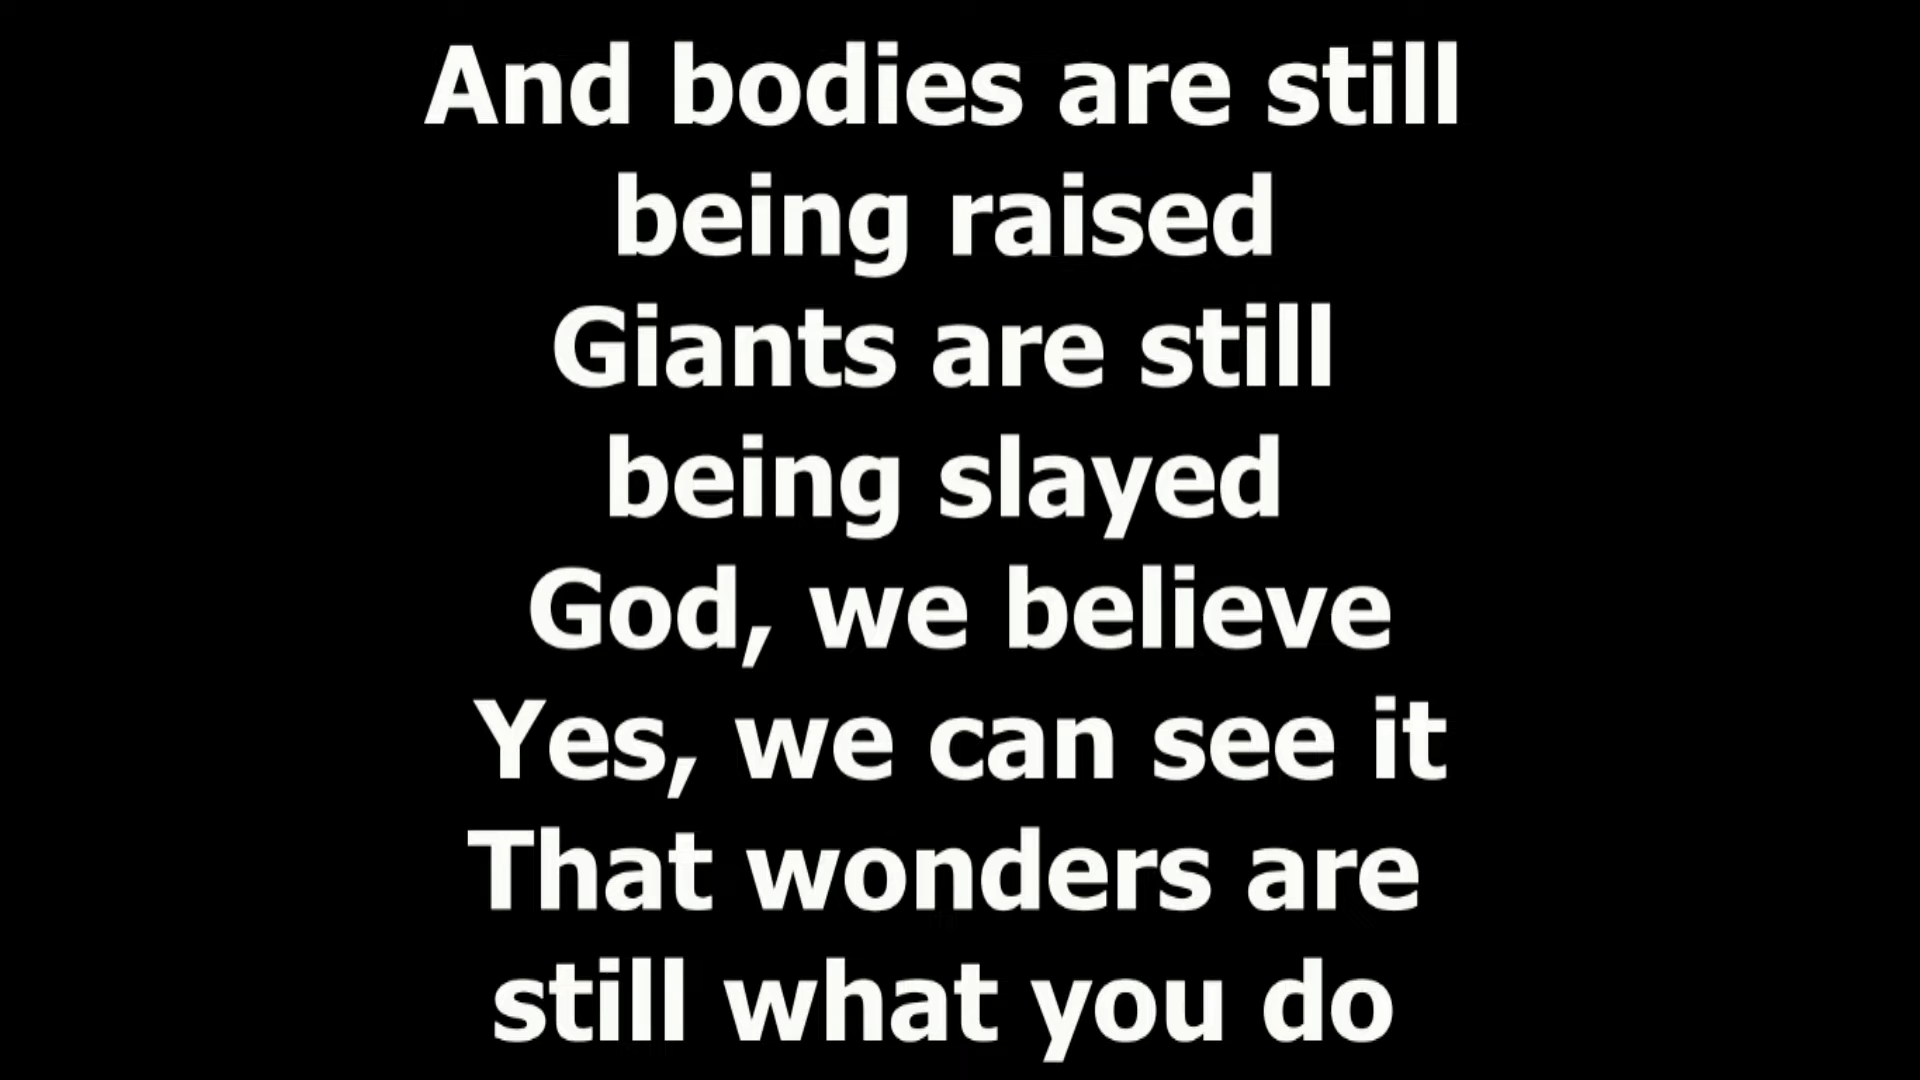 And bodies are still
being raised
Giants are still
being slayed
God, we believe
Yes, we can see it
That wonders are
still what you do